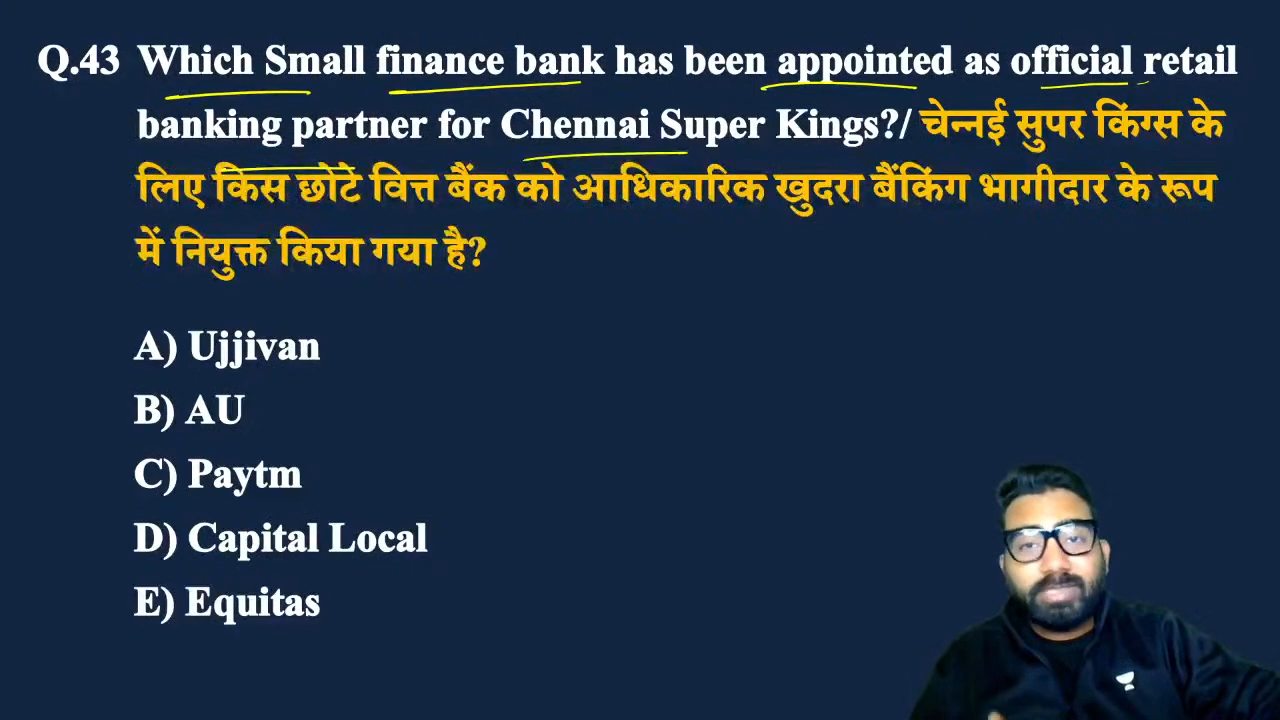 Q.43 Which Small finance bank has been appointed as official retail
banking partner for Chennai Super Kings?/ चेन्नई सुपर किंग्स के
लिए किस छोटे वित्त बैंक को आधिकारिक खुदरा बैंकिंग भागीदार के रूप
में नियुक्त किया गया है?
A) Ujjivan
B) AU
C) Paytm
D) Capital Local
E) Equitas